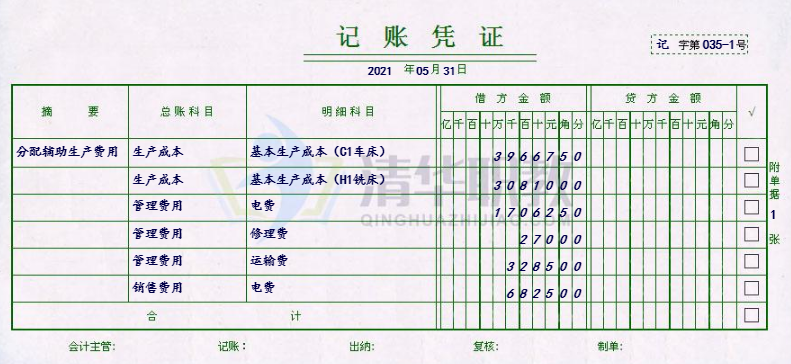 记账凭证
记 字第 035-1号
2021 年 05 月 31 日
摘 要 总账科目 明细科目 借方金额 贷方金额 √
亿千百十万千百十元角分 亿千百十万千百十元角分
分配辅助生产费用 生产成本 基本生产成本（C1车床） 3966750
生产成本 基本生产成本（H1铣床） 3081000
管理费用 电费 1706250
管理费用 修理费 27000
管理费用 运输费 328500
销售费用 电费 682500
合 计
附单据 1 张
会计主管： 记账： 出纳： 复核： 制单：
清华职教
QINGHUAZHIJIAO.COM